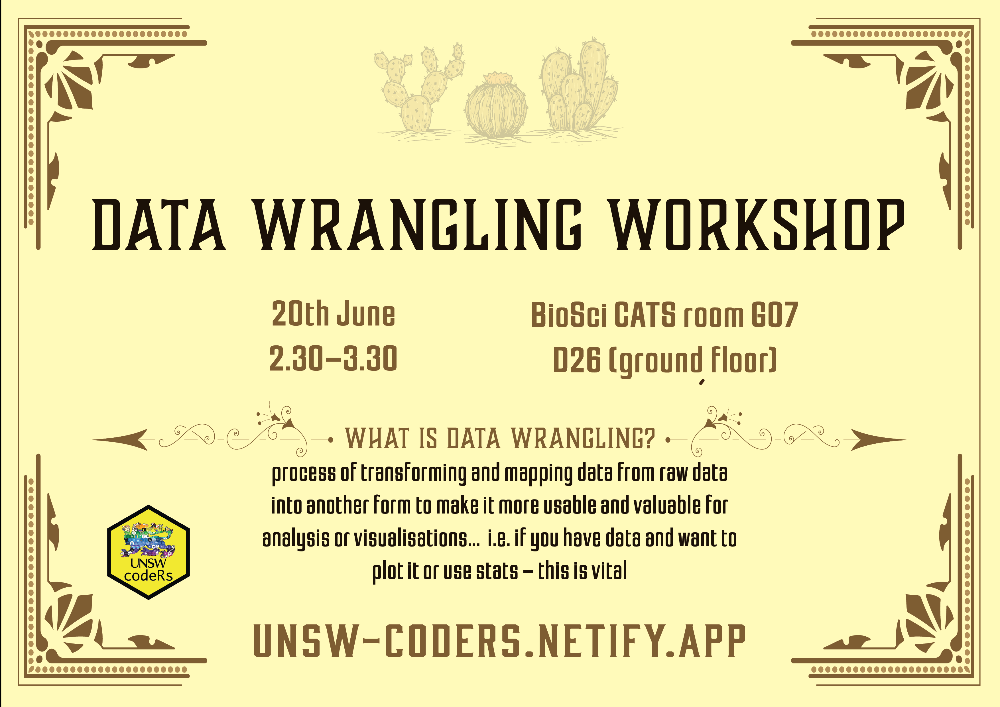 DATA WRANGLING WORKSHOP
20th June
2.30–3.30
BioSci CATS room G07
D26 (ground floor)
WHAT IS DATA WRANGLING?
process of transforming and mapping data from raw data
into another form to make it more usable and valuable for
analysis or visualisations... i.e. if you have data and want to
plot it or use stats – this is vital
UNSW
codeRs
UNSW-CODERS.NETIFY.APP